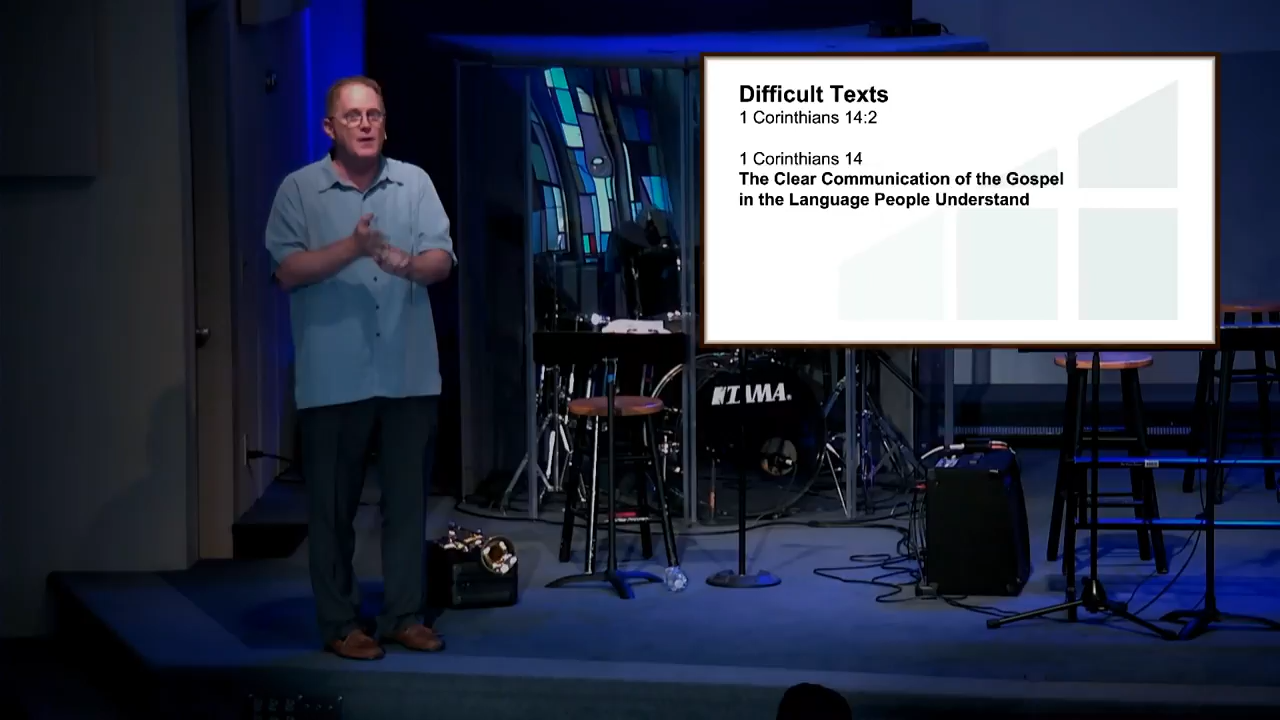 Difficult Texts
1 Corinthians 14:2
1 Corinthians 14
The Clear Communication of the Gospel
in the Language People Understand
TAMA